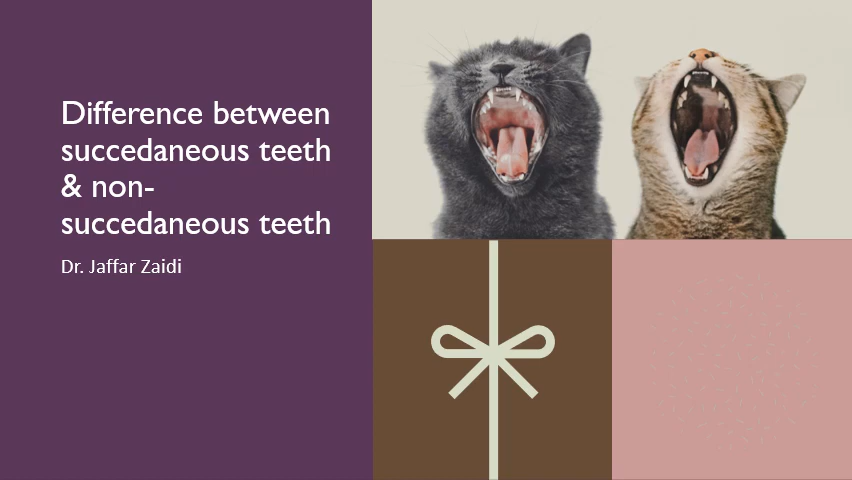 Difference between
succedaneous teeth
& non-
succedaneous teeth
Dr. Jaffar Zaidi